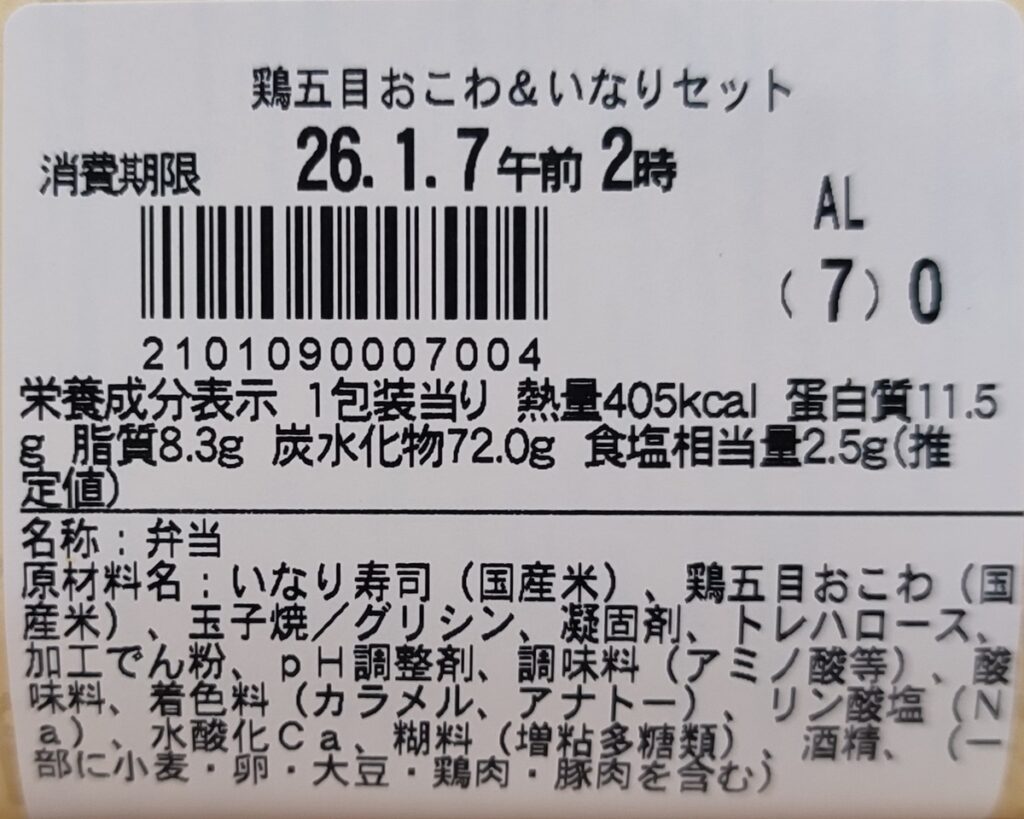 鶏五目おこわ&いなりセット
消費期限 26.1.7午前2時
AL
(7)0
2101090007004
栄養成分表示 1包装当り 熱量405kcal 蛋白質11.5
g 脂質8.3g 炭水化物72.0g 食塩相当量2.5g(推
定値)
名称:弁当
原材料名:いなり寿司(国産米)、鶏五目おこわ(国
産米)、玉子焼/グリシン、凝固剤、トレハロース、
加工でん粉、pH調整剤、調味料(アミノ酸等)、酸
味料、着色料(カラメル、アナトー)、リン酸塩(N
a)、水酸化Ca、糊料(増粘多糖類)、酒精、(一
部に小麦・卵・大豆・鶏肉・豚肉を含む)